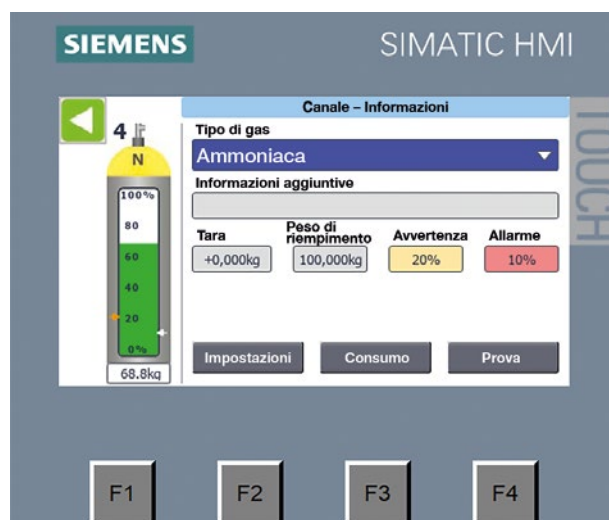 SIEMENS
SIMATIC HMI
TOUCH
Canale – Informazioni
4
N
100%
80
60
40
20
0%
68.8kg
Tipo di gas
Ammoniaca
Informazioni aggiuntive
Tara
Peso di
riempimento
Avvertenza
Allarme
+0,000kg
100,000kg
20%
10%
Impostazioni
Consumo
Prova
F1
F2
F3
F4